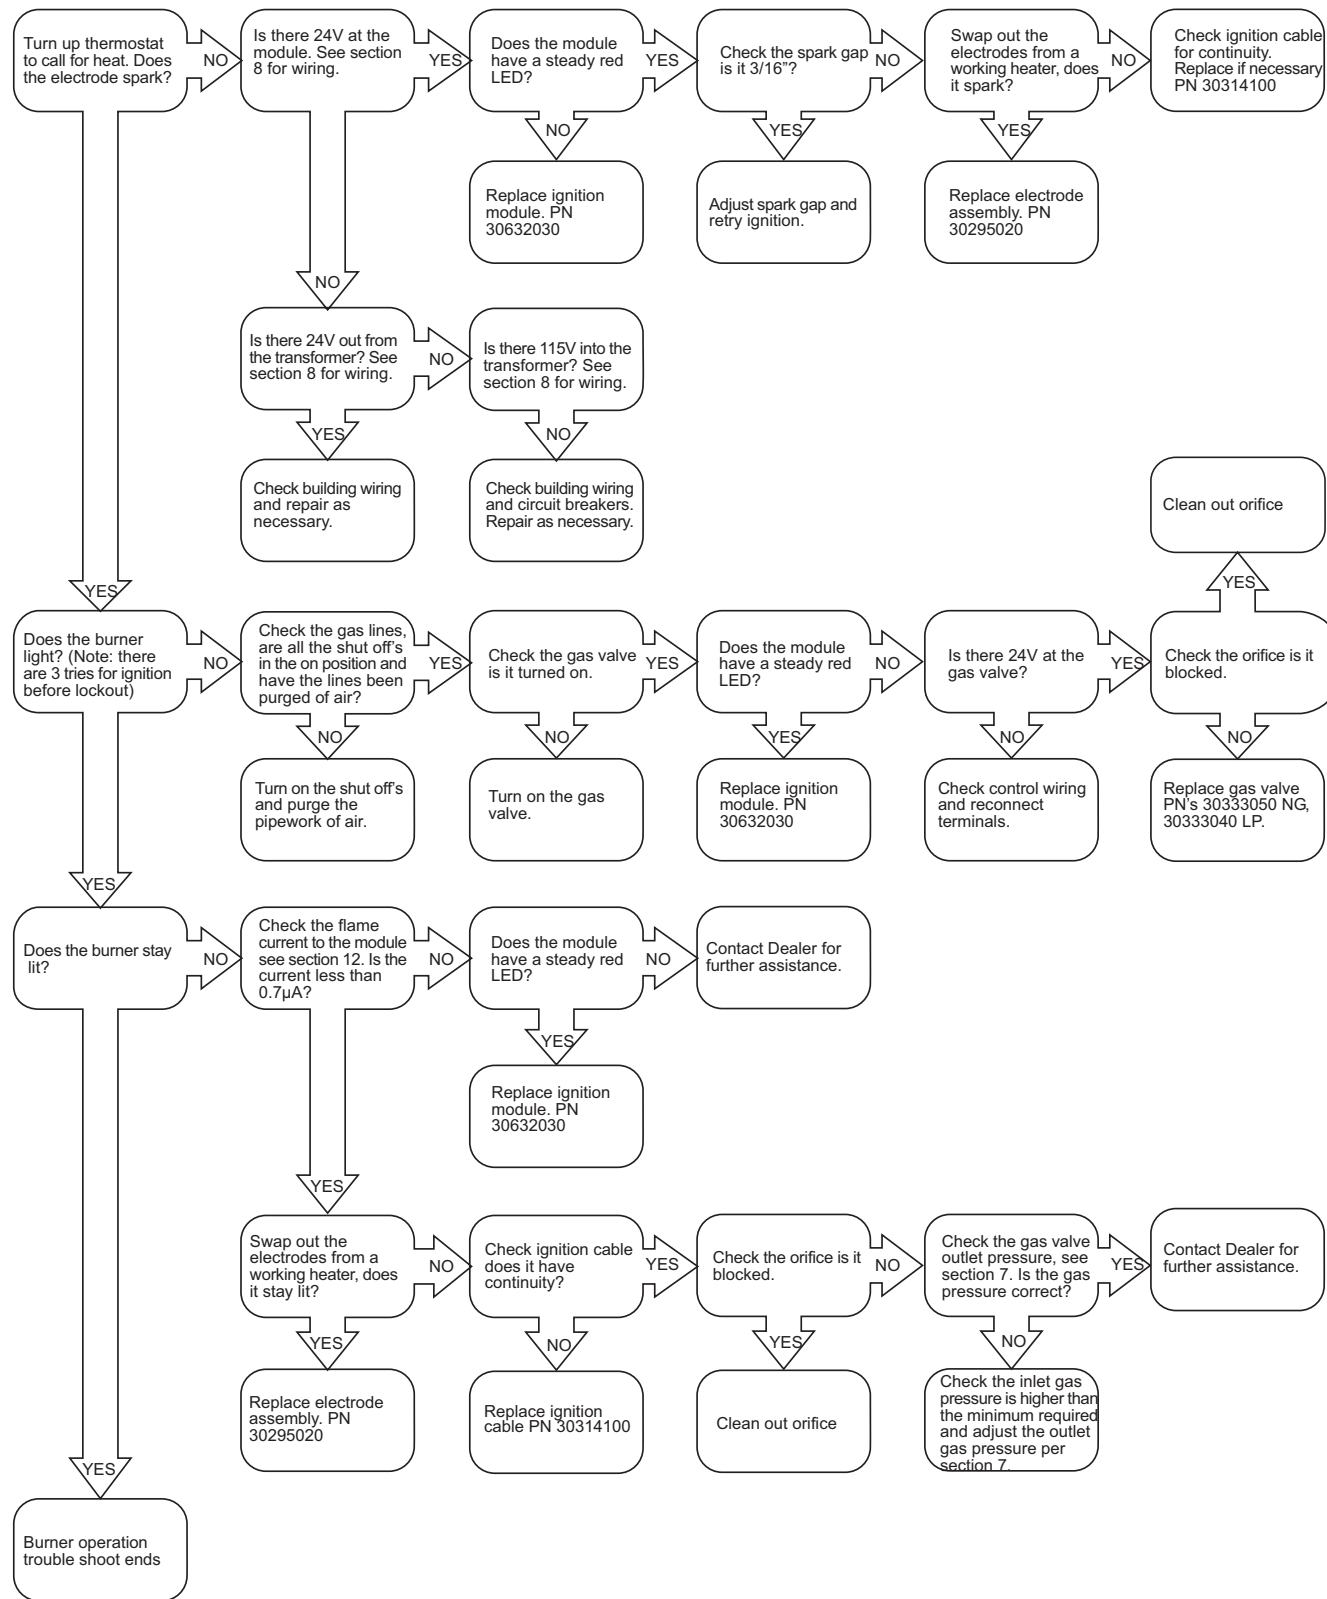 Turn up thermostat
to call for heat. Does
the electrode spark?
NO
Is there 24V at the
module. See section
8 for wiring.
YES
Does the module
have a steady red
LED?
YES
Check the spark gap
is it 3/16”?
NO
Swap out the
electrodes from a
working heater, does
it spark?
NO
Check ignition cable
for continuity.
Replace if necessary
PN 30314100
NO
YES
YES
Replace ignition
module. PN
30632030
Adjust spark gap and
retry ignition.
Replace electrode
assembly. PN
30295020
NO
Is there 24V out from
the transformer? See
section 8 for wiring.
NO
Is there 115V into the
transformer? See
section 8 for wiring.
YES
NO
Check building wiring
and repair as
necessary.
Check building wiring
and circuit breakers.
Repair as necessary.
Clean out orifice
YES
YES
Does the burner
light? (Note: there
are 3 tries for ignition
before lockout)
NO
Check the gas lines,
are all the shut off's
in the on position and
have the lines been
purged of air?
YES
Check the gas valve
is it turned on.
YES
Does the module
have a steady red
LED?
NO
Is there 24V at the
gas valve?
YES
Check the orifice is it
blocked.
NO
NO
YES
NO
NO
Turn on the shut off's
and purge the
pipework of air.
Turn on the gas
valve.
Replace ignition
module. PN
30632030
Check control wiring
and reconnect
terminals.
Replace gas valve
PN's 30333050 NG,
30333040 LP.
YES
Does the burner stay
lit?
NO
Check the flame
current to the module
see section 12. Is the
current less than
0.7µA?
NO
Does the module
have a steady red
LED?
NO
Contact Dealer for
further assistance.
YES
Replace ignition
module. PN
30632030
YES
Swap out the
electrodes from a
working heater, does
it stay lit?
NO
Check ignition cable
does it have
continuity?
YES
Check the orifice is it
blocked.
NO
Check the gas valve
outlet pressure, see
section 7. Is the gas
pressure correct?
YES
Contact Dealer for
further assistance.
YES
NO
YES
NO
Replace electrode
assembly. PN
30295020
Replace ignition
cable PN 30314100
Clean out orifice
Check the inlet gas
pressure is higher than
the minimum required
and adjust the outlet
gas pressure per
section 7.
YES
Burner operation
trouble shoot ends